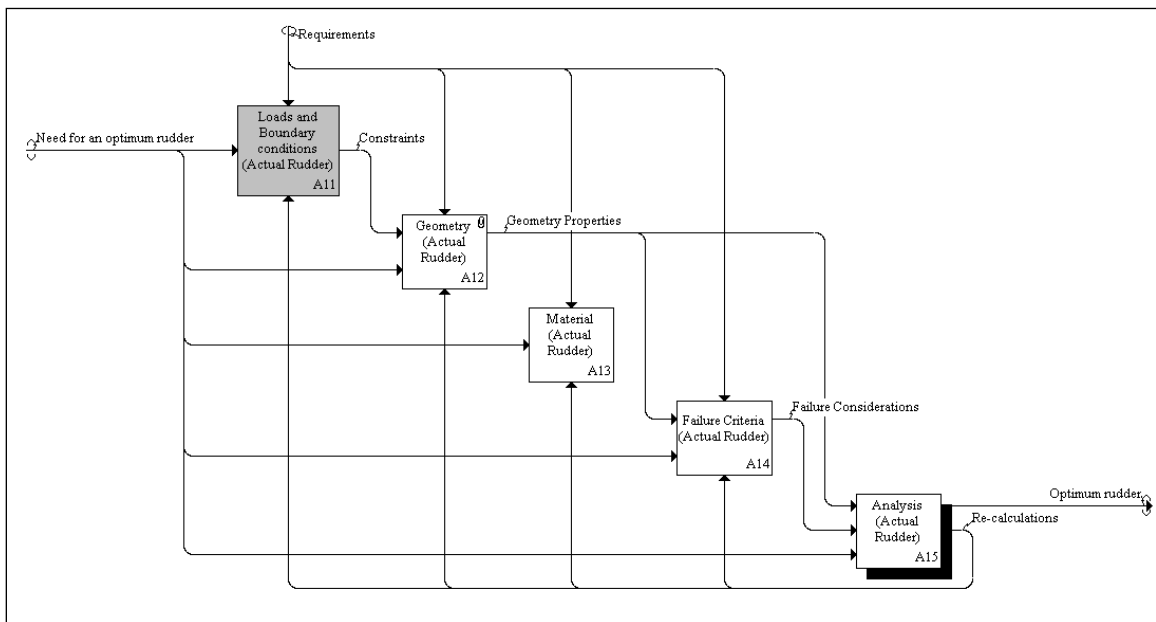 Requirements
Need for an optimum rudder
Loads and
Boundary
conditions
(Actual Rudder)
A11
Constraints
Geometry
(Actual
Rudder)
A12
Geometry Properties
Material
(Actual
Rudder)
A13
Failure Criteria
(Actual Rudder)
A14
Failure Considerations
Analysis
(Actual
Rudder)
A15
Optimum rudder
Re-calculations